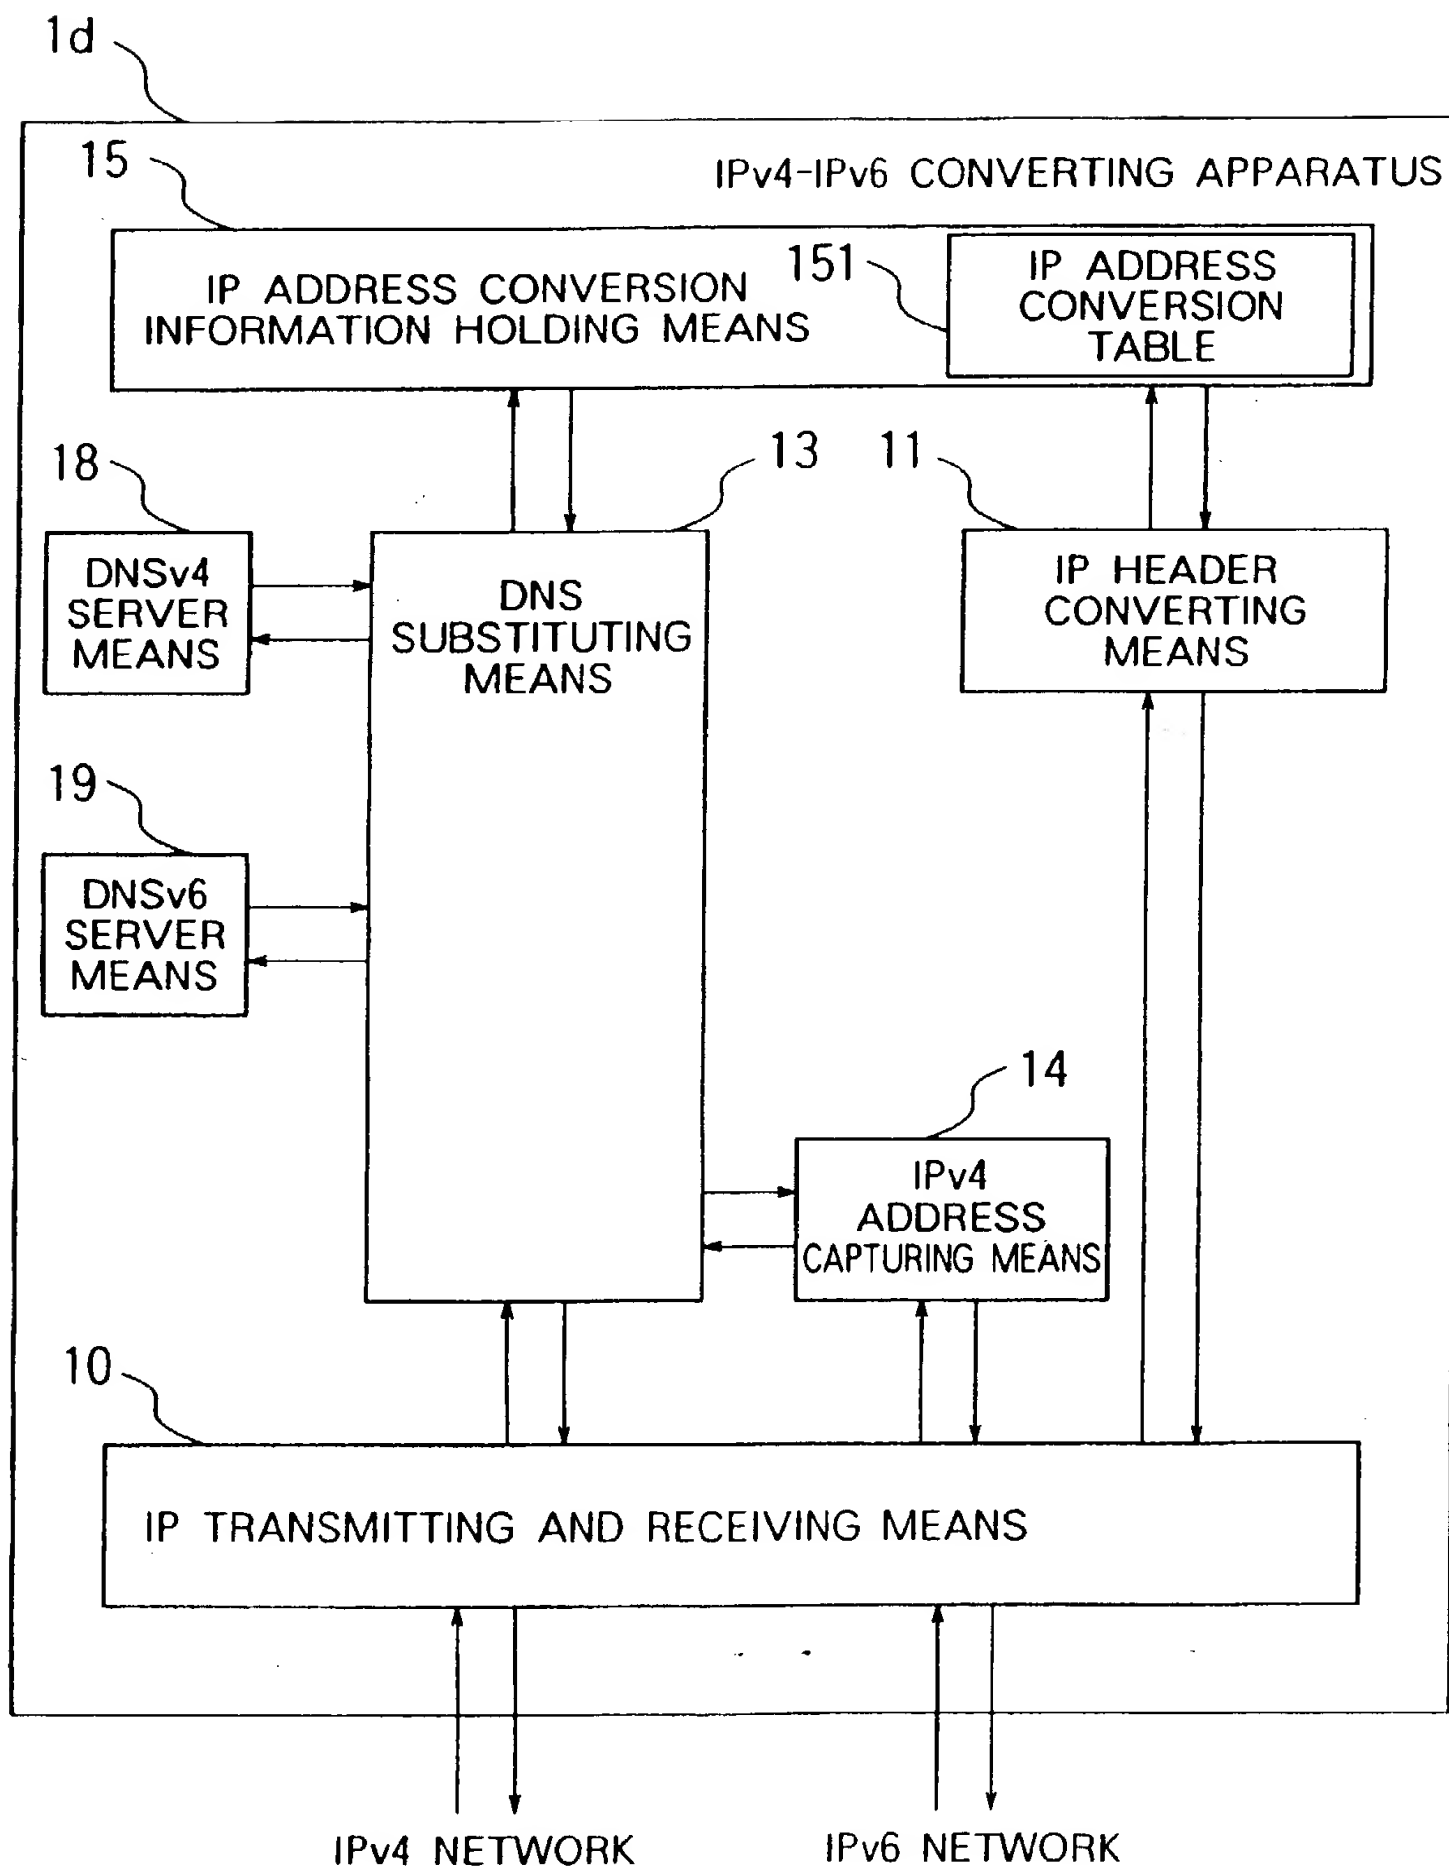 1d
15
IPv4-IPv6 CONVERTING APPARATUS
IP ADDRESS CONVERSION
INFORMATION HOLDING MEANS
151
IP ADDRESS
CONVERSION
TABLE
18
13
11
DNSv4
SERVER
MEANS
DNS
SUBSTITUTING
MEANS
IP HEADER
CONVERTING
MEANS
19
DNSv6
SERVER
MEANS
14
IPv4
ADDRESS
CAPTURING MEANS
10
IP TRANSMITTING AND RECEIVING MEANS
IPv4 NETWORK
IPv6 NETWORK